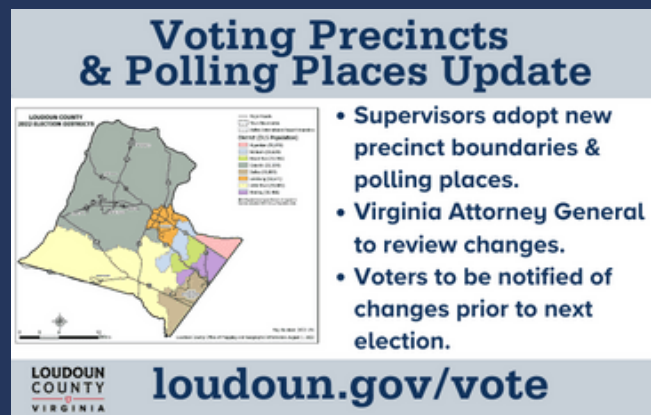 Voting Precincts
& Polling Places Update
LOUDOUN COUNTY
2022 ELECTION DISTRICTS
• Supervisors adopt new
precinct boundaries &
polling places.
• Virginia Attorney General
to review changes.
• Voters to be notified of
changes prior to next
election.
LOUDOUN
COUNTY
VIRGINIA
loudoun.gov/vote